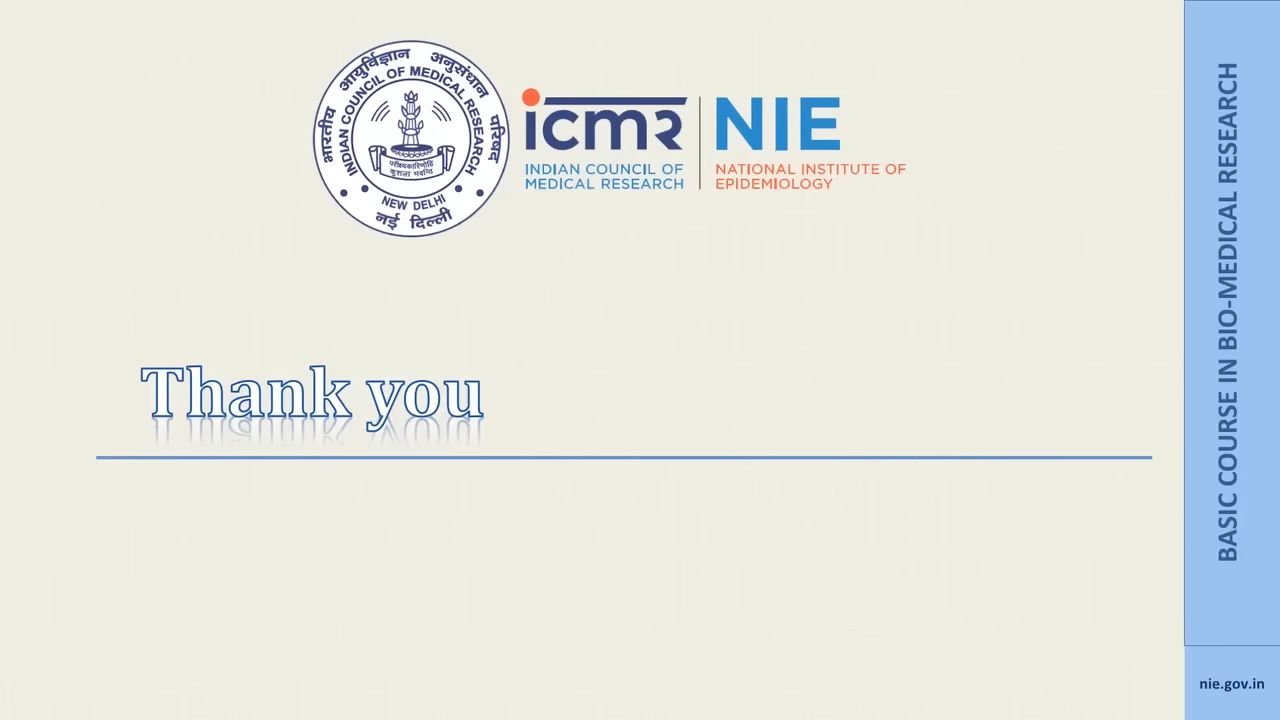 भारतीय आयुर्विज्ञान अनुसंधान परिषद
INDIAN COUNCIL OF MEDICAL RESEARCH
NEW DELHI
नई दिल्ली
icmr
INDIAN COUNCIL OF
MEDICAL RESEARCH
NIE
NATIONAL INSTITUTE OF
EPIDEMIOLOGY
Thank you
BASIC COURSE IN BIO-MEDICAL RESEARCH
nie.gov.in